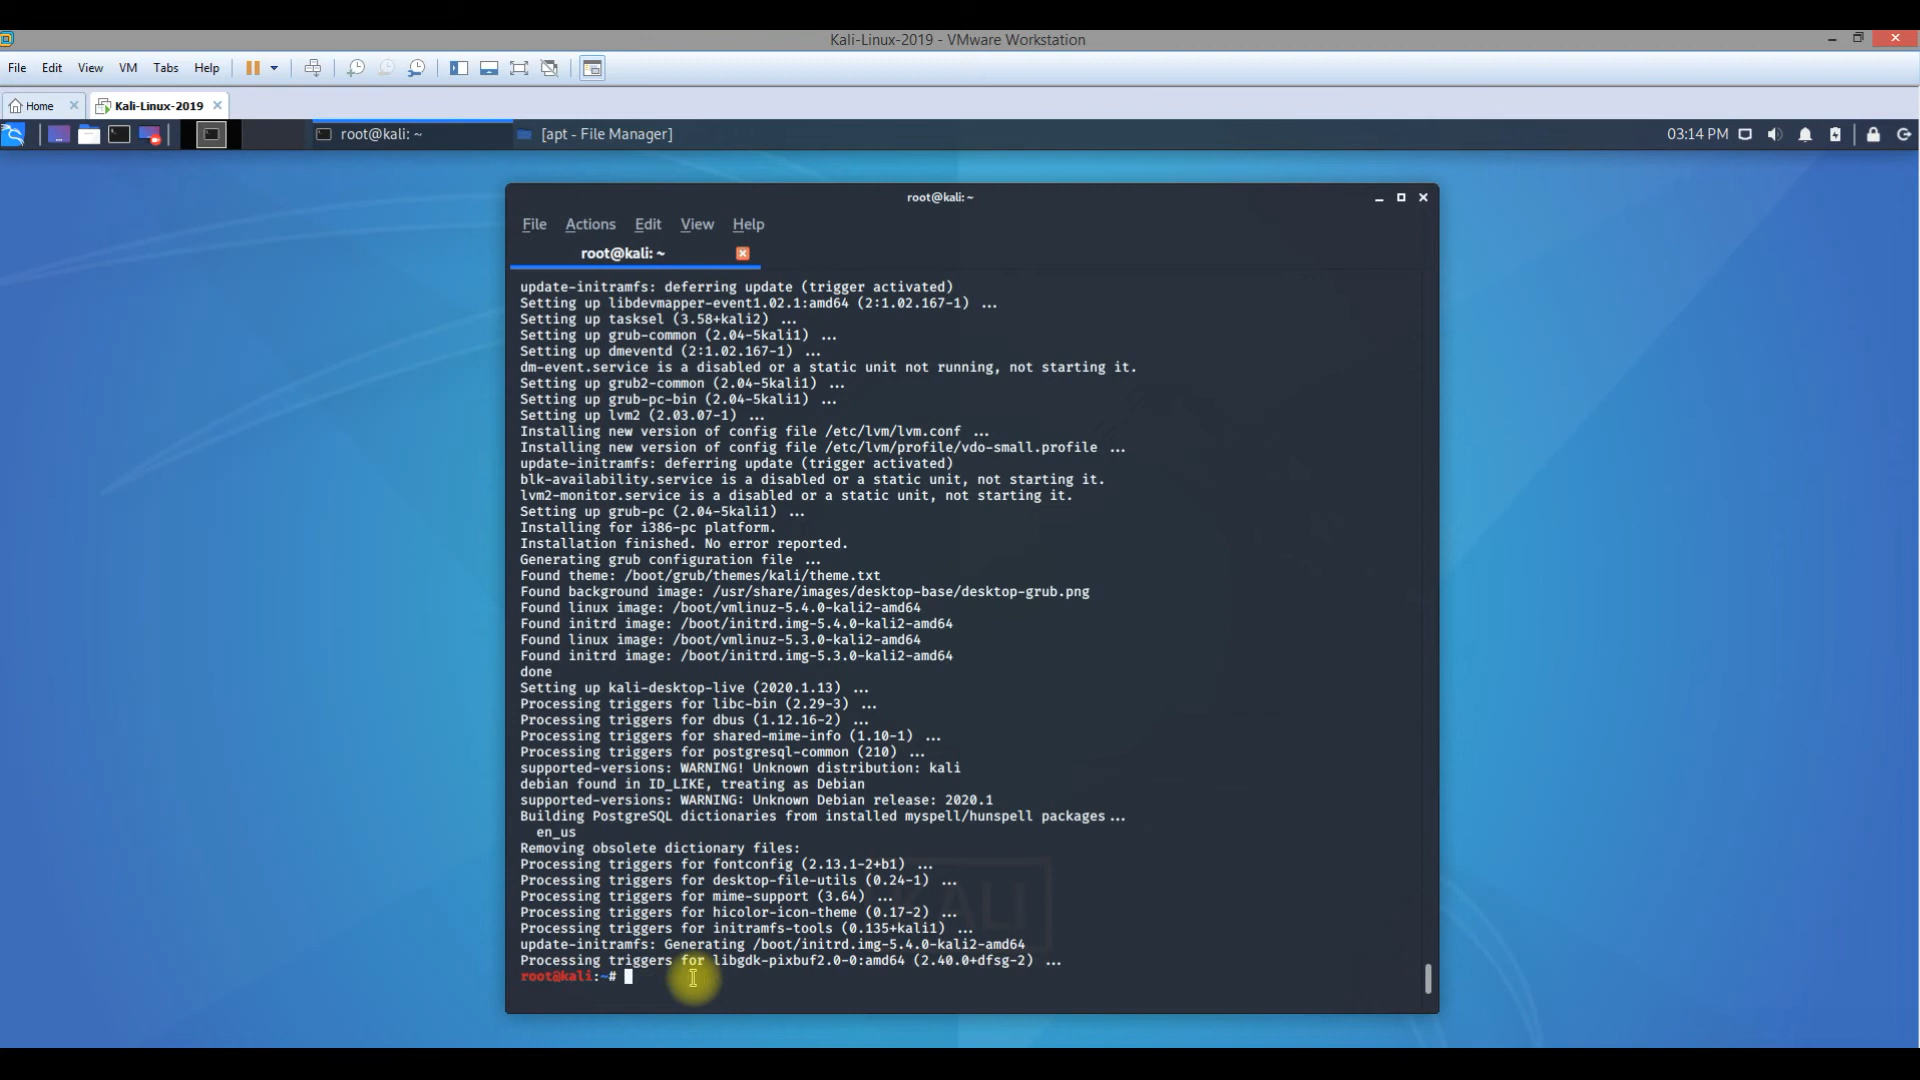 Kali-Linux-2019 - VMware Workstation
File Edit View VM Tabs Help
Home Kali-Linux-2019
root@kali: ~ [apt - File Manager] 03:14 PM
root@kali: ~
File Actions Edit View Help
root@kali: ~
update-initramfs: deferring update (trigger activated)
Setting up libdevmapper-event1.02.1:amd64 (2:1.02.167-1) ...
Setting up tasksel (3.58+kali2) ...
Setting up grub-common (2.04-5kali1) ...
Setting up dmeventd (2:1.02.167-1) ...
dm-event.service is a disabled or a static unit not running, not starting it.
Setting up grub2-common (2.04-5kali1) ...
Setting up grub-pc-bin (2.04-5kali1) ...
Setting up lvm2 (2.03.07-1) ...
Installing new version of config file /etc/lvm/lvm.conf ...
Installing new version of config file /etc/lvm/profile/vdo-small.profile ...
update-initramfs: deferring update (trigger activated)
blk-availability.service is a disabled or a static unit, not starting it.
lvm2-monitor.service is a disabled or a static unit, not starting it.
Setting up grub-pc (2.04-5kali1) ...
Installing for i386-pc platform.
Installation finished. No error reported.
Generating grub configuration file ...
Found theme: /boot/grub/themes/kali/theme.txt
Found background image: /usr/share/images/desktop-base/desktop-grub.png
Found linux image: /boot/vmlinuz-5.4.0-kali2-amd64
Found initrd image: /boot/initrd.img-5.4.0-kali2-amd64
Found linux image: /boot/vmlinuz-5.3.0-kali2-amd64
Found initrd image: /boot/initrd.img-5.3.0-kali2-amd64
done
Setting up kali-desktop-live (2020.1.13) ...
Processing triggers for libc-bin (2.29-3) ...
Processing triggers for dbus (1.12.16-2) ...
Processing triggers for shared-mime-info (1.10-1) ...
Processing triggers for postgresql-common (210) ...
supported-versions: WARNING! Unknown distribution: kali
debian found in ID_LIKE, treating as Debian
supported-versions: WARNING: Unknown Debian release: 2020.1
Building PostgreSQL dictionaries from installed myspell/hunspell packages...
en_us
Removing obsolete dictionary files:
Processing triggers for fontconfig (2.13.1-2+b1) ...
Processing triggers for desktop-file-utils (0.24-1) ...
Processing triggers for mime-support (3.64) ...
Processing triggers for hicolor-icon-theme (0.17-2) ...
Processing triggers for initramfs-tools (0.135+kali1) ...
update-initramfs: Generating /boot/initrd.img-5.4.0-kali2-amd64
Processing triggers for libgdk-pixbuf2.0-0:amd64 (2.40.0+dfsg-2) ...
root@kali:~#
KALI